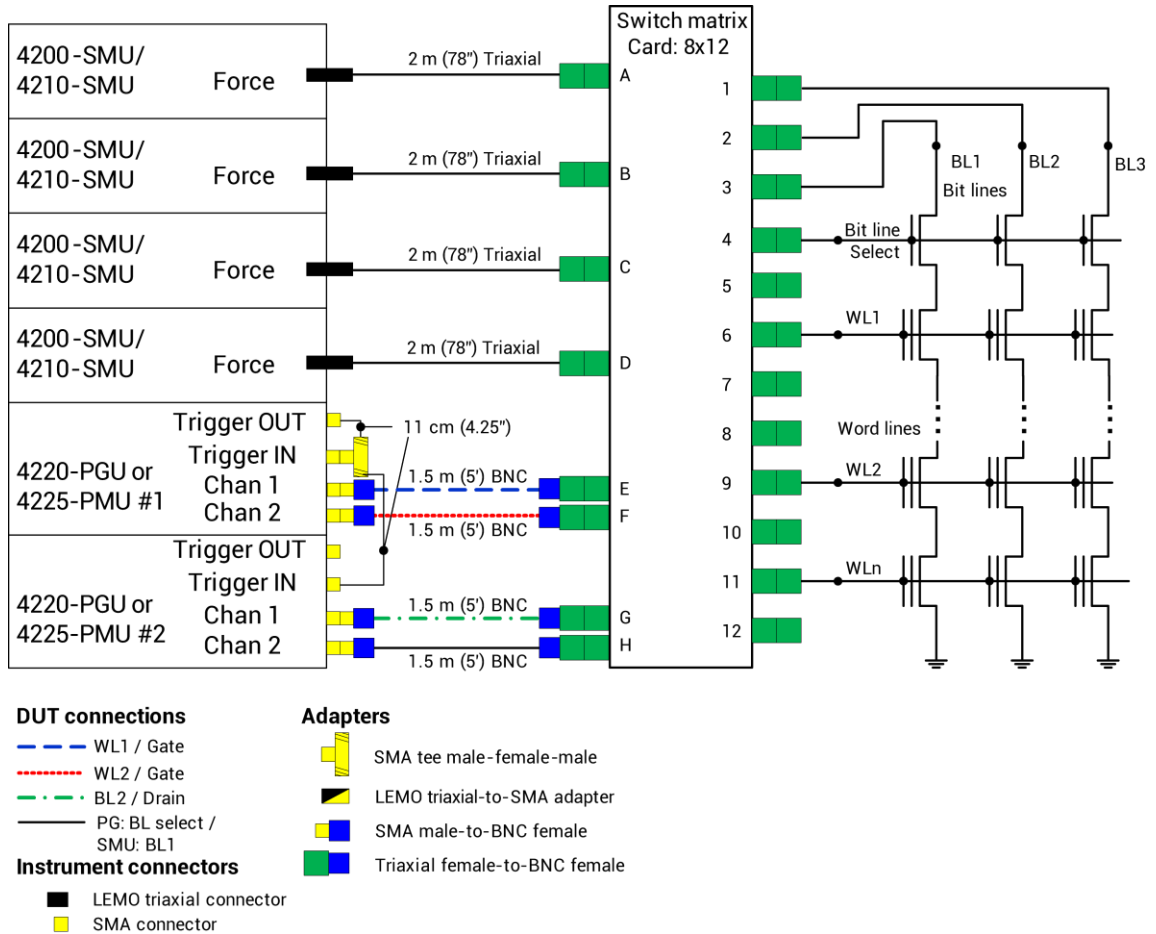 Switch matrix
Card: 8x12
4200-SMU/
4210-SMU
Force
2 m (78") Triaxial
A
4200-SMU/
4210-SMU
Force
2 m (78") Triaxial
B
4200-SMU/
4210-SMU
Force
2 m (78") Triaxial
C
4200-SMU/
4210-SMU
Force
2 m (78") Triaxial
D
4220-PGU or
4225-PMU #1
Trigger OUT
Trigger IN
Chan 1
Chan 2
11 cm (4.25")
1.5 m (5') BNC
E
F
1.5 m (5') BNC
4220-PGU or
4225-PMU #2
Trigger OUT
Trigger IN
Chan 1
Chan 2
1.5 m (5') BNC
G
H
1.5 m (5') BNC
1
2
3
4
5
6
7
8
9
10
11
12
BL1
BL2
BL3
Bit lines
Bit line
Select
WL1
Word lines
WL2
WLn
DUT connections
WL1 / Gate
WL2 / Gate
BL2 / Drain
PG: BL select /
SMU: BL1
Instrument connectors
LEMO triaxial connector
SMA connector
Adapters
SMA tee male-female-male
LEMO triaxial-to-SMA adapter
SMA male-to-BNC female
Triaxial female-to-BNC female